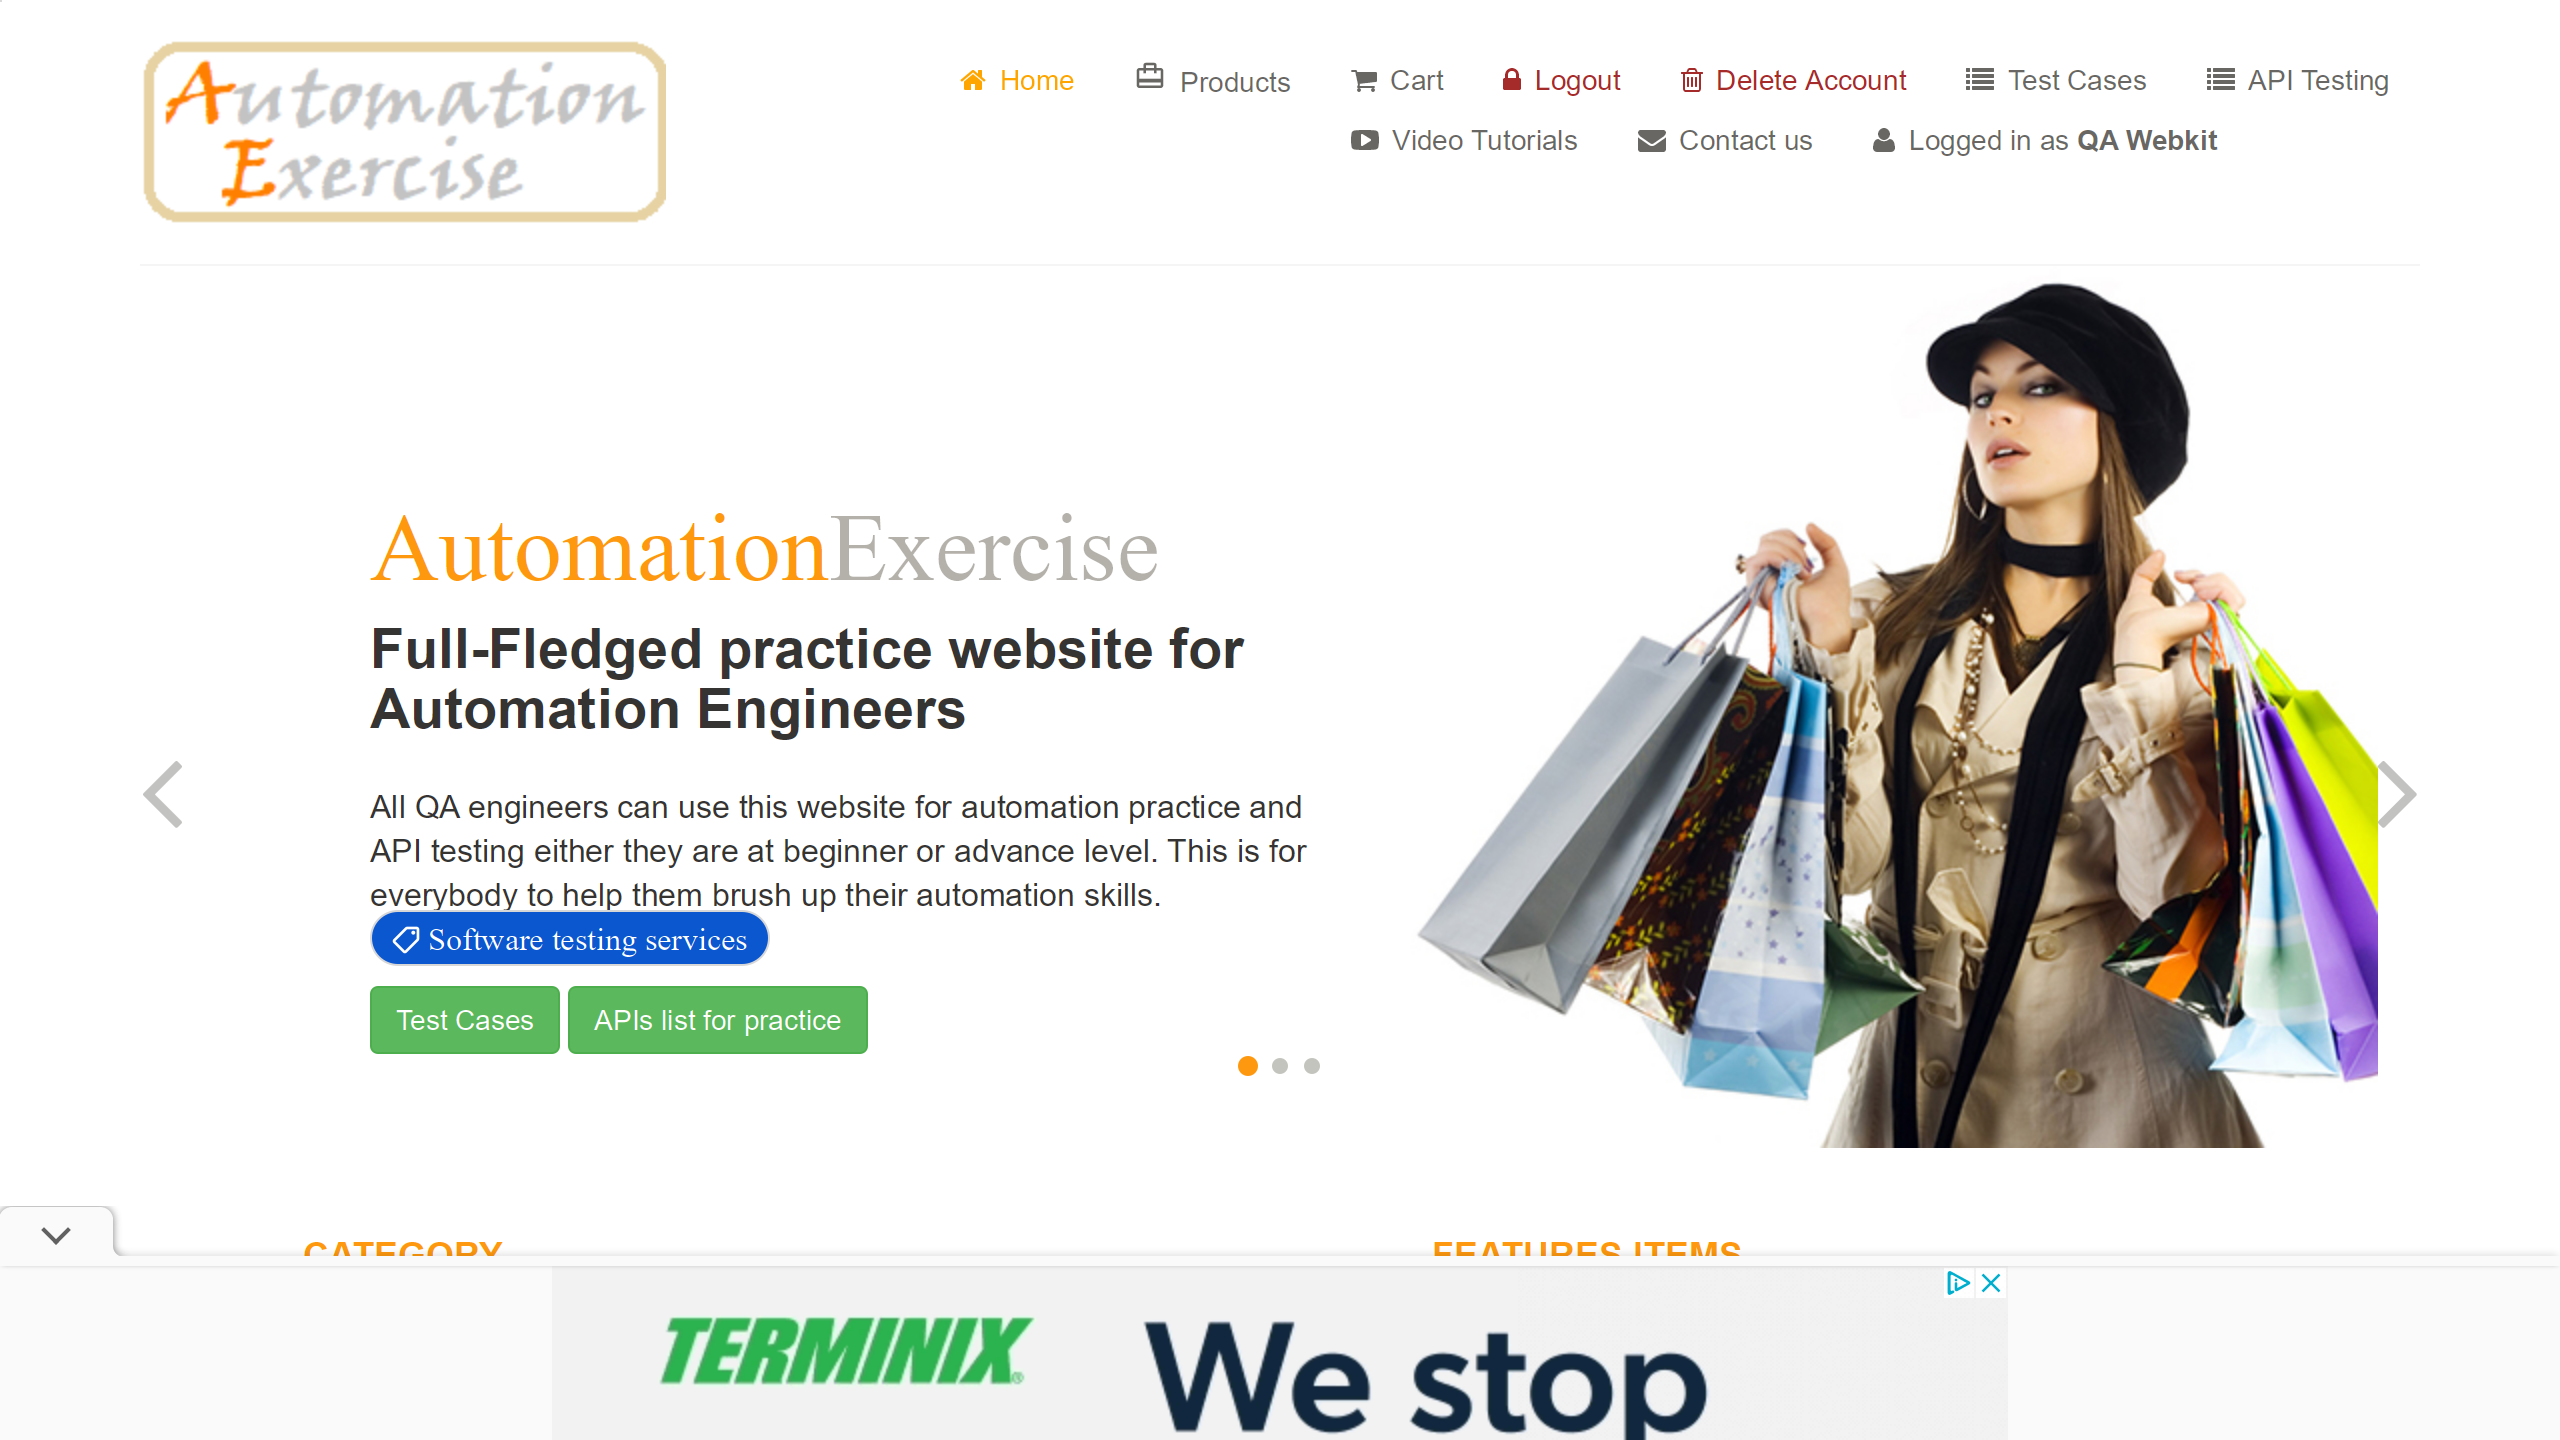 Automation
Exercise
Home
Products
Cart
Logout
Delete Account
Test Cases
API Testing
Video Tutorials
Contact us
Logged in as QA Webkit
AutomationExercise
Full-Fledged practice website for
Automation Engineers
All QA engineers can use this website for automation practice and
API testing either they are at beginner or advance level. This is for
everybody to help them brush up their automation skills.
Software testing services
Test Cases
APIs list for practice
CATEGORY
FEATURES ITEMS
TERMINIX®
We stop